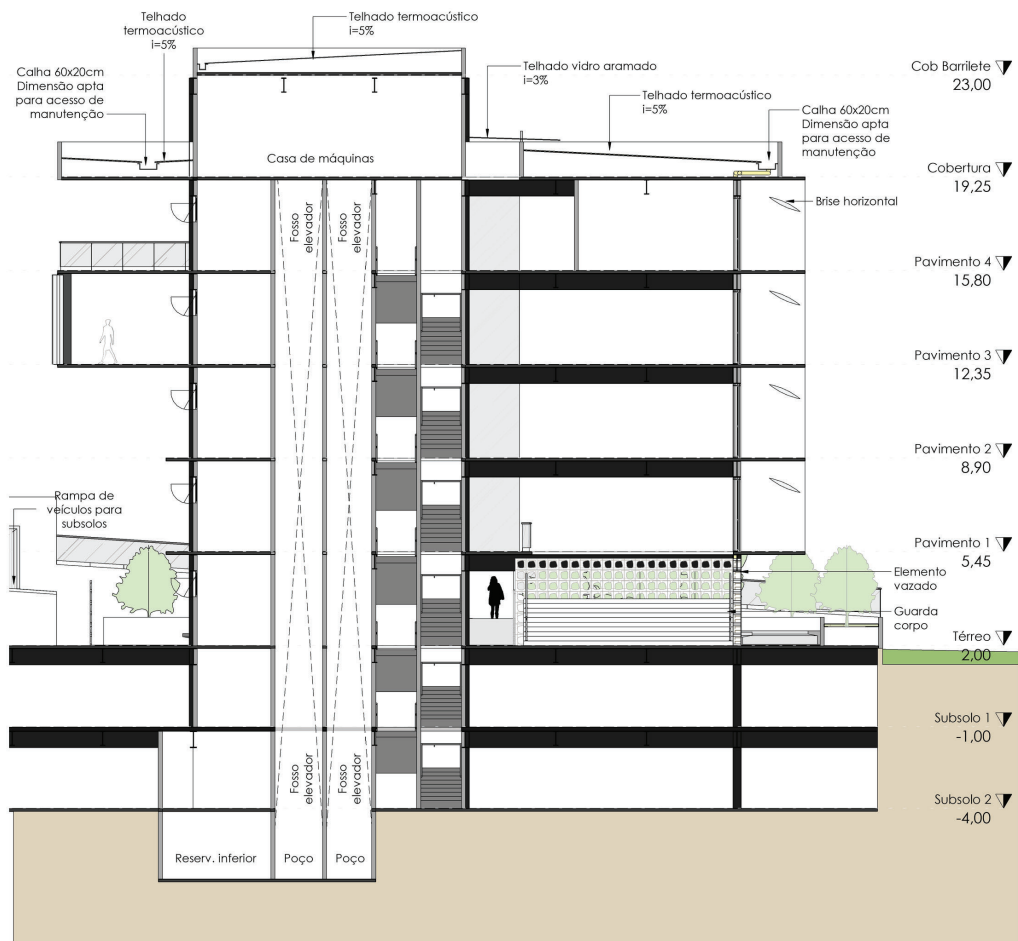 Telhado
termoacústico
i=5%
Telhado termoacústico
i=5%
Calha 60x20cm
Dimensão apta
para acesso de
manutenção
Telhado vidro aramado
i=3%
Telhado termoacústico
i=5%
Calha 60x20cm
Dimensão apta
para acesso de
manutenção
Cob Barrilete
23,00
Casa de máquinas
Cobertura
19,25
Fosso
elevador
Fosso
elevador
Brise horizontal
Pavimento 4
15,80
Pavimento 3
12,35
Pavimento 2
8,90
Rampa de
veículos para
subsolos
Pavimento 1
5,45
Elemento
vazado
Guarda
corpo
Térreo
2,00
Subsolo 1
-1,00
Fosso
elevador
Fosso
elevador
Subsolo 2
-4,00
Reserv. inferior
Poço
Poço